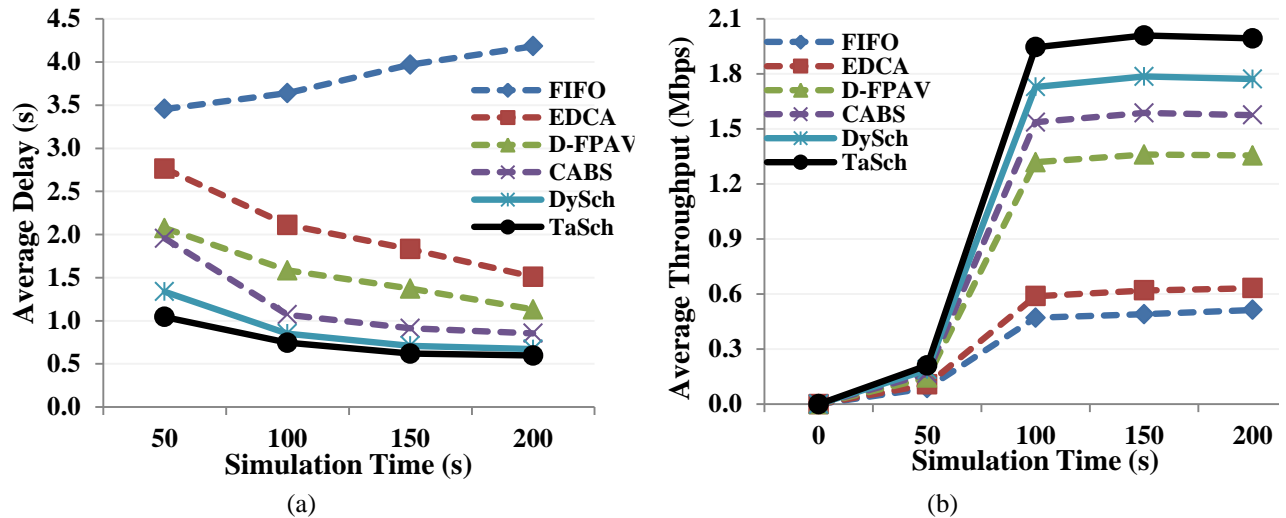 4.5
4.0
3.5
3.0
2.5
2.0
1.5
1.0
0.5
0.0
Average Delay (s)
FIFO
EDCA
D-FPAV
CABS
DySch
TaSch
50 100 150 200
Simulation Time (s)
(a)
2.1
1.8
1.5
1.2
0.9
0.6
0.3
0.0
Average Throughput (Mbps)
FIFO
EDCA
D-FPAV
CABS
DySch
TaSch
0 50 100 150 200
Simulation Time (s)
(b)